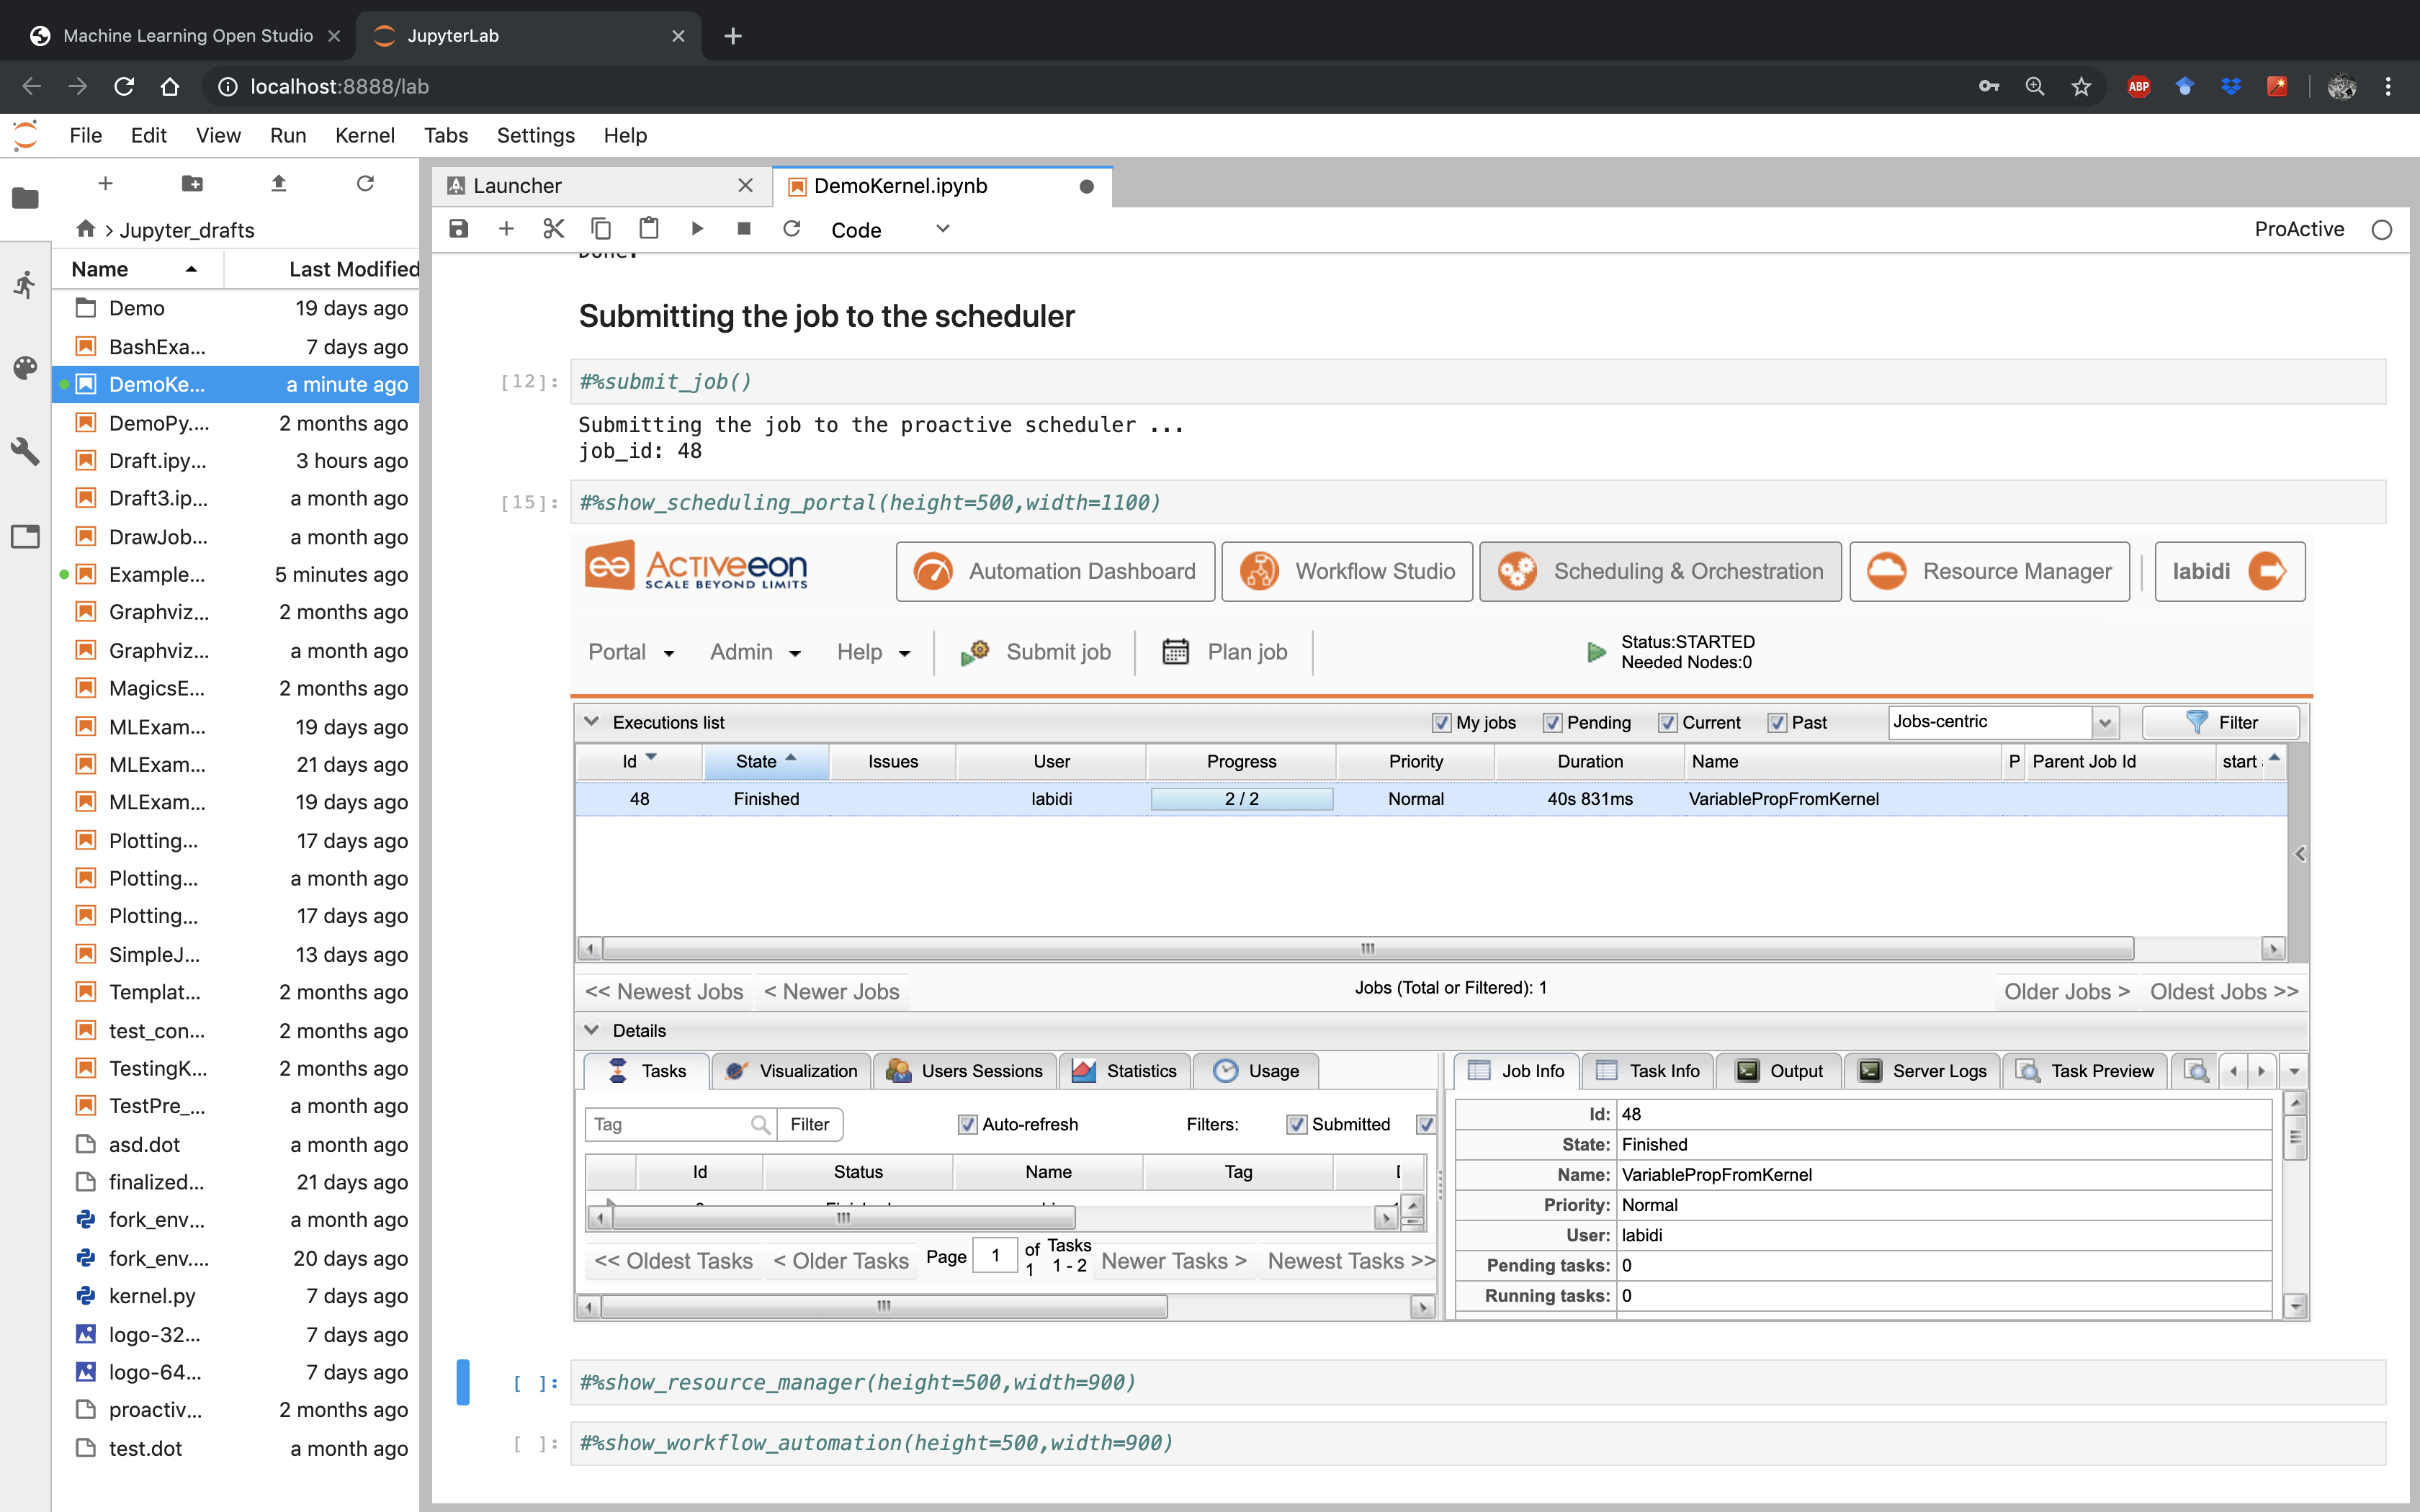 Machine Learning Open Studio
JupyterLab
localhost:8888/lab
ABP
File Edit View Run Kernel Tabs Settings Help
Launcher
DemoKernel.ipynb
Jupyter_drafts
Code
ProActive
Name Last Modified
Demo 19 days ago
BashExa... 7 days ago
DemoKe... a minute ago
DemoPy.... 2 months ago
Draft.ipy... 3 hours ago
Draft3.ip... a month ago
DrawJob... a month ago
Example... 5 minutes ago
Graphviz... 2 months ago
Graphviz... a month ago
MagicsE... 2 months ago
MLExam... 19 days ago
MLExam... 21 days ago
MLExam... 19 days ago
Plotting... 17 days ago
Plotting... a month ago
Plotting... 17 days ago
SimpleJ... 13 days ago
Templat... 2 months ago
test_con... 2 months ago
TestingK... 2 months ago
TestPre_... a month ago
asd.dot a month ago
finalized... 21 days ago
fork_env... a month ago
fork_env.... 20 days ago
kernel.py 7 days ago
logo-32... 7 days ago
logo-64... 7 days ago
proactiv... 2 months ago
test.dot a month ago
Done.
Submitting the job to the scheduler
[12]: #%submit_job()
Submitting the job to the proactive scheduler ...
job_id: 48
[15]: #%show_scheduling_portal(height=500,width=1100)
Activeeon
SCALE BEYOND LIMITS
Automation Dashboard Workflow Studio Scheduling & Orchestration Resource Manager labidi
Portal Admin Help Submit job Plan job
Status:STARTED
Needed Nodes:0
Executions list My jobs Pending Current Past Jobs-centric Filter
Id State Issues User Progress Priority Duration Name P Parent Job Id start
48 Finished labidi 2 / 2 Normal 40s 831ms VariablePropFromKernel
<< Newest Jobs < Newer Jobs Jobs (Total or Filtered): 1 Older Jobs > Oldest Jobs >>
Details
Tasks Visualization Users Sessions Statistics Usage
Tag Filter Auto-refresh Filters: Submitted
Id Status Name Tag
<< Oldest Tasks < Older Tasks Page 1 of 1 Tasks 1 - 2 Newer Tasks > Newest Tasks >>
Job Info Task Info Output Server Logs Task Preview
Id: 48
State: Finished
Name: VariablePropFromKernel
Priority: Normal
User: labidi
Pending tasks: 0
Running tasks: 0
[ ]: #%show_resource_manager(height=500,width=900)
[ ]: #%show_workflow_automation(height=500,width=900)